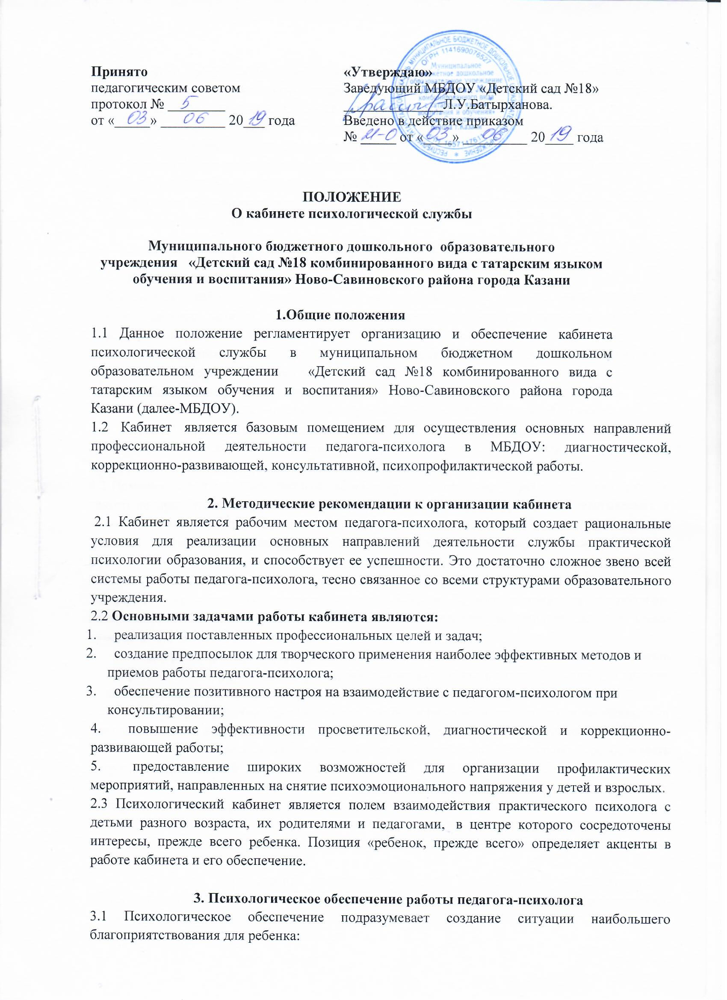 Принято
педагогическим советом
протокол № 5
от «03» 06 2019 года
«Утверждаю»
Заведующий МБДОУ «Детский сад №18»
Л.У.Батырханова.
Введено в действие приказом
№ 21-О от «03» 06 2019 года
МУНИЦИПАЛЬНОЕ БЮДЖЕТНОЕ ДОШКОЛЬНОЕ
ОГРН 1141690076527
Муниципальное
дошкольное
образовательное учреждение
комбинированного вида
воспитания и обучения»
ПОЛОЖЕНИЕ
О кабинете психологической службы
Муниципального бюджетного дошкольного образовательного
учреждения «Детский сад №18 комбинированного вида с татарским языком
обучения и воспитания» Ново-Савиновского района города Казани
1.Общие положения
1.1 Данное положение регламентирует организацию и обеспечение кабинета
психологической службы в муниципальном бюджетном дошкольном
образовательном учреждении «Детский сад №18 комбинированного вида с
татарским языком обучения и воспитания» Ново-Савиновского района города
Казани (далее-МБДОУ).
1.2 Кабинет является базовым помещением для осуществления основных направлений
профессиональной деятельности педагога-психолога в МБДОУ: диагностической,
коррекционно-развивающей, консультативной, психопрофилактической работы.
2. Методические рекомендации к организации кабинета
2.1 Кабинет является рабочим местом педагога-психолога, который создает рациональные
условия для реализации основных направлений деятельности службы практической
психологии образования, и способствует ее успешности. Это достаточно сложное звено всей
системы работы педагога-психолога, тесно связанное со всеми структурами образовательного
учреждения.
2.2 Основными задачами работы кабинета являются:
1. реализация поставленных профессиональных целей и задач;
2. создание предпосылок для творческого применения наиболее эффективных методов и
приемов работы педагога-психолога;
3. обеспечение позитивного настроя на взаимодействие с педагогом-психологом при
консультировании;
4. повышение эффективности просветительской, диагностической и коррекционно-
развивающей работы;
5. предоставление широких возможностей для организации профилактических
мероприятий, направленных на снятие психоэмоционального напряжения у детей и взрослых.
2.3 Психологический кабинет является полем взаимодействия практического психолога с
детьми разного возраста, их родителями и педагогами, в центре которого сосредоточены
интересы, прежде всего ребенка. Позиция «ребенок, прежде всего» определяет акценты в
работе кабинета и его обеспечение.
3. Психологическое обеспечение работы педагога-психолога
3.1 Психологическое обеспечение подразумевает создание ситуации наибольшего
благоприятствования для ребенка: